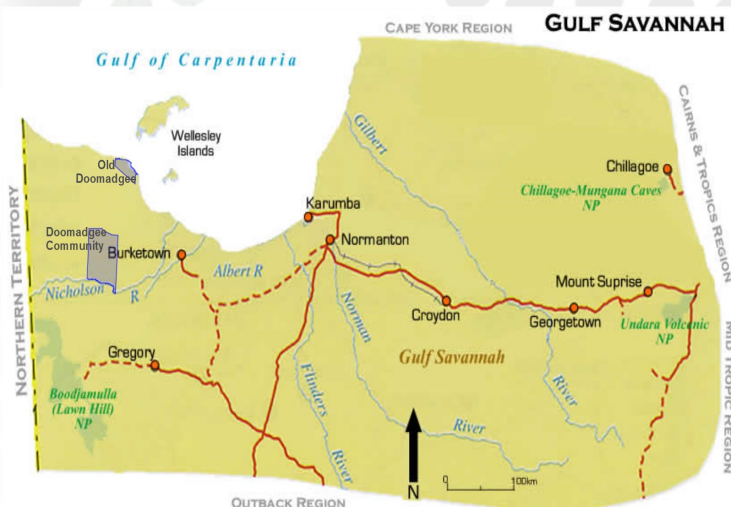 GULF SAVANNAH
CAPE YORK REGION
Gulf of Carpentaria
Wellesley
Islands
Old
Doomadgee
Gilbert
CAIRNS & TROPICS REGION
Chillagoe
Chillagoe-Mungana Caves
NP
NORTHERN TERRITORY
Karumba
Doomadgee
Community
Burketown
Normanton
Albert R
Nicholson
R
Mount Suprise
Norman
Croydon
Georgetown
Undara Volcanic
NP
MID TROPIC REGION
Gregory
Gulf Savannah
Flinders
River
Boodjamulla
(Lawn Hill)
NP
River
River
N
0
100km
OUTBACK REGION